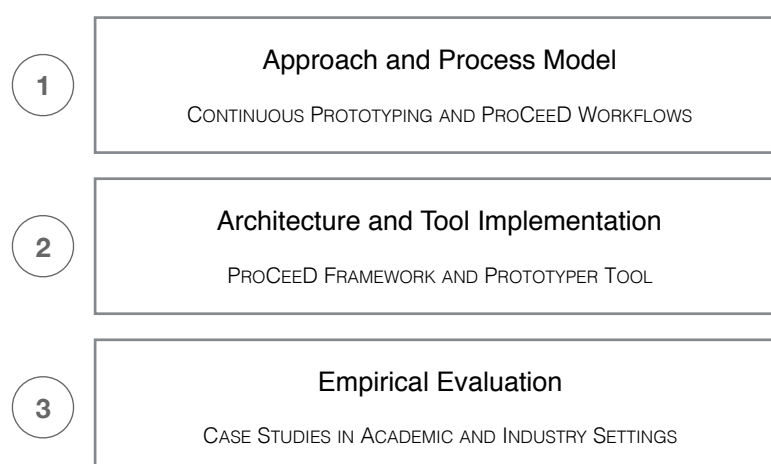 1
Approach and Process Model
Continuous Prototyping and ProCeeD Workflows
2
Architecture and Tool Implementation
ProCeeD Framework and Prototyper Tool
3
Empirical Evaluation
Case Studies in Academic and Industry Settings